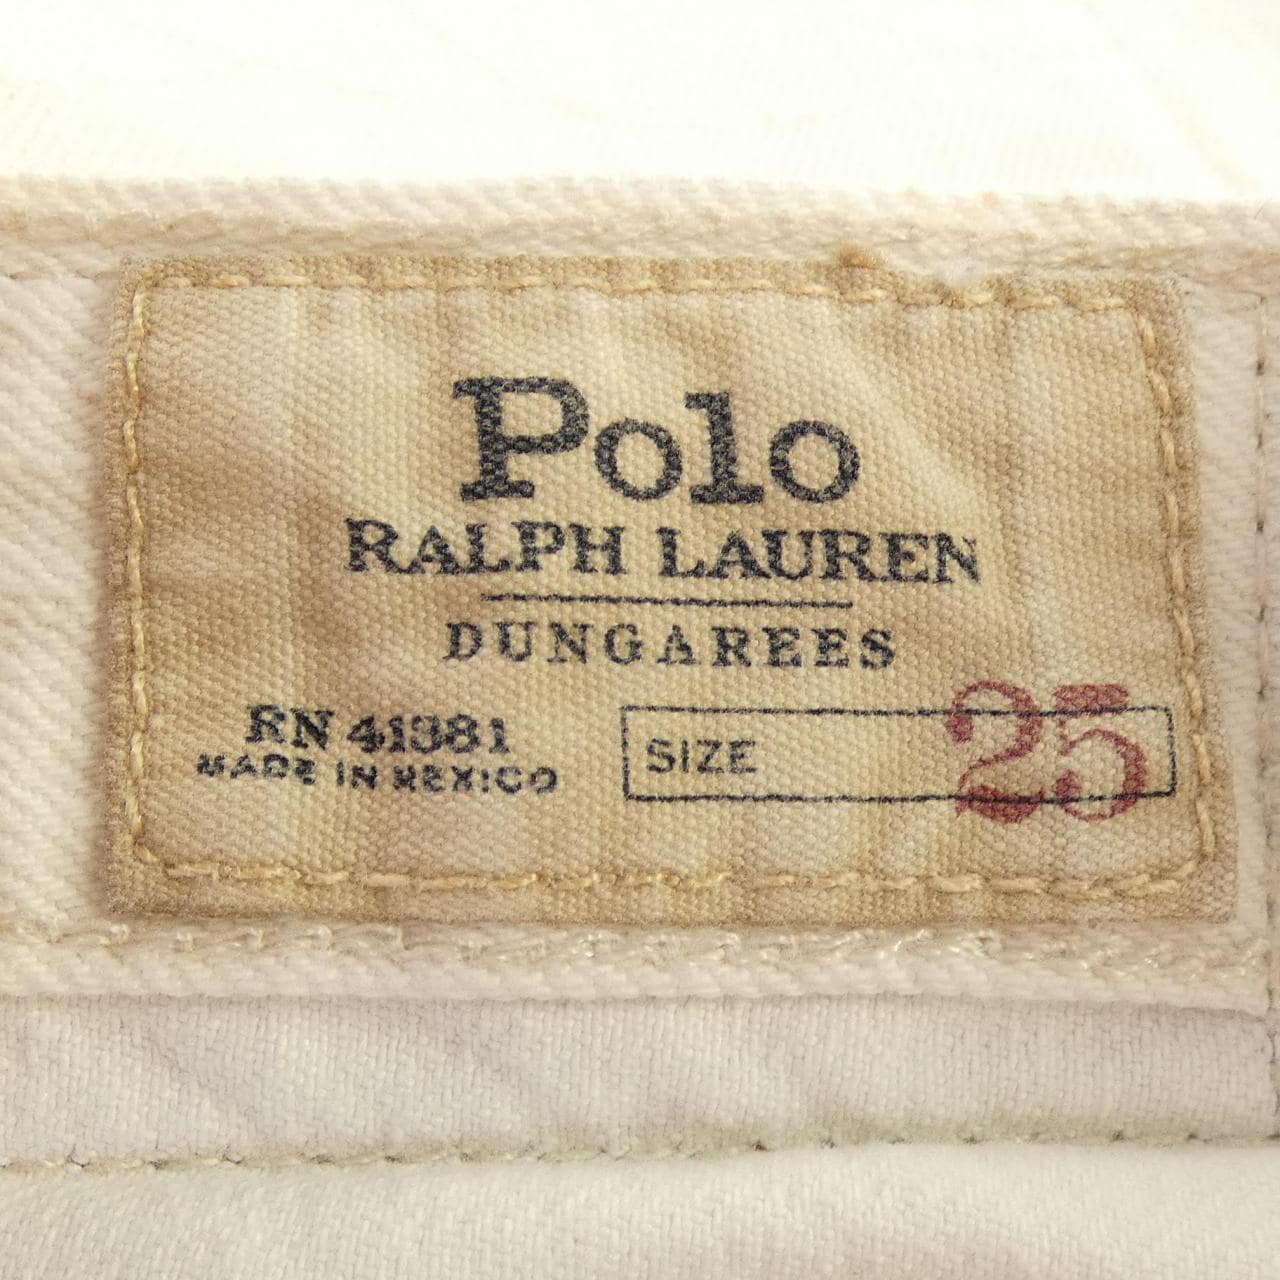 Polo
RALPH LAUREN
DUNGAREES
RN 41381
MADE IN MEXICO
SIZE 25